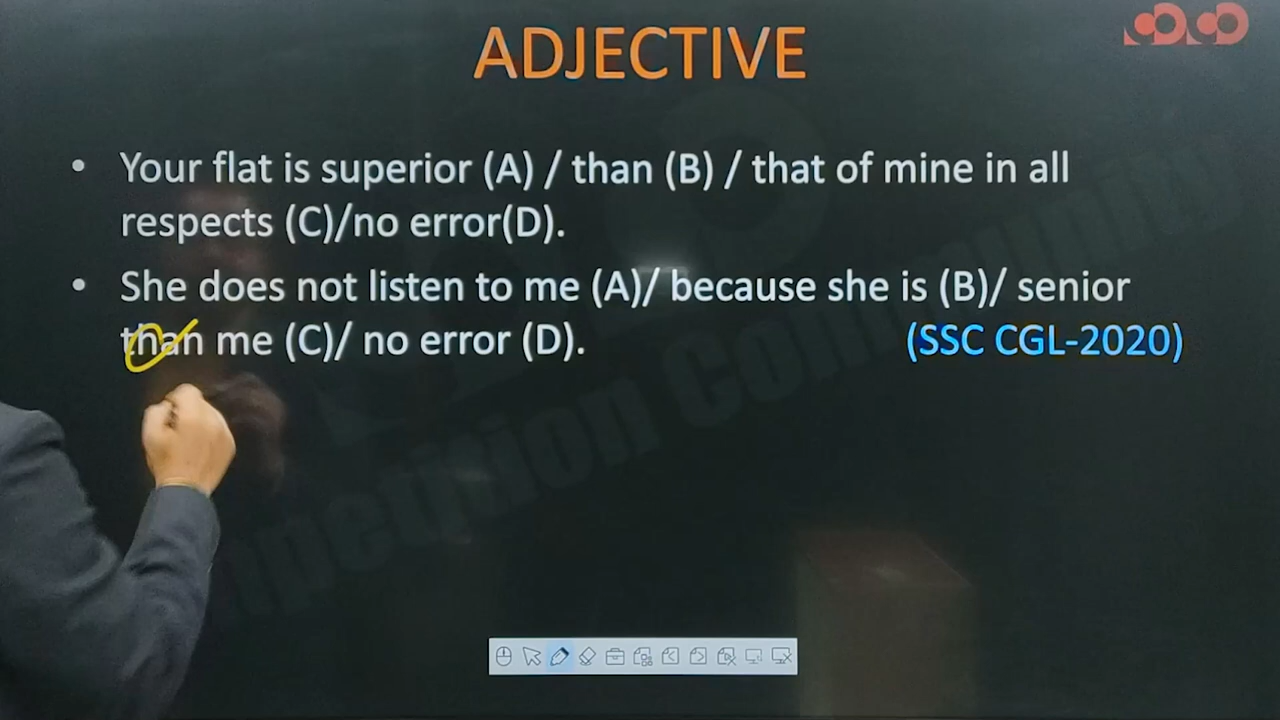 ADJECTIVE
• Your flat is superior (A) / than (B) / that of mine in all
respects (C)/no error(D).
• She does not listen to me (A)/ because she is (B)/ senior
than me (C)/ no error (D). (SSC CGL-2020)